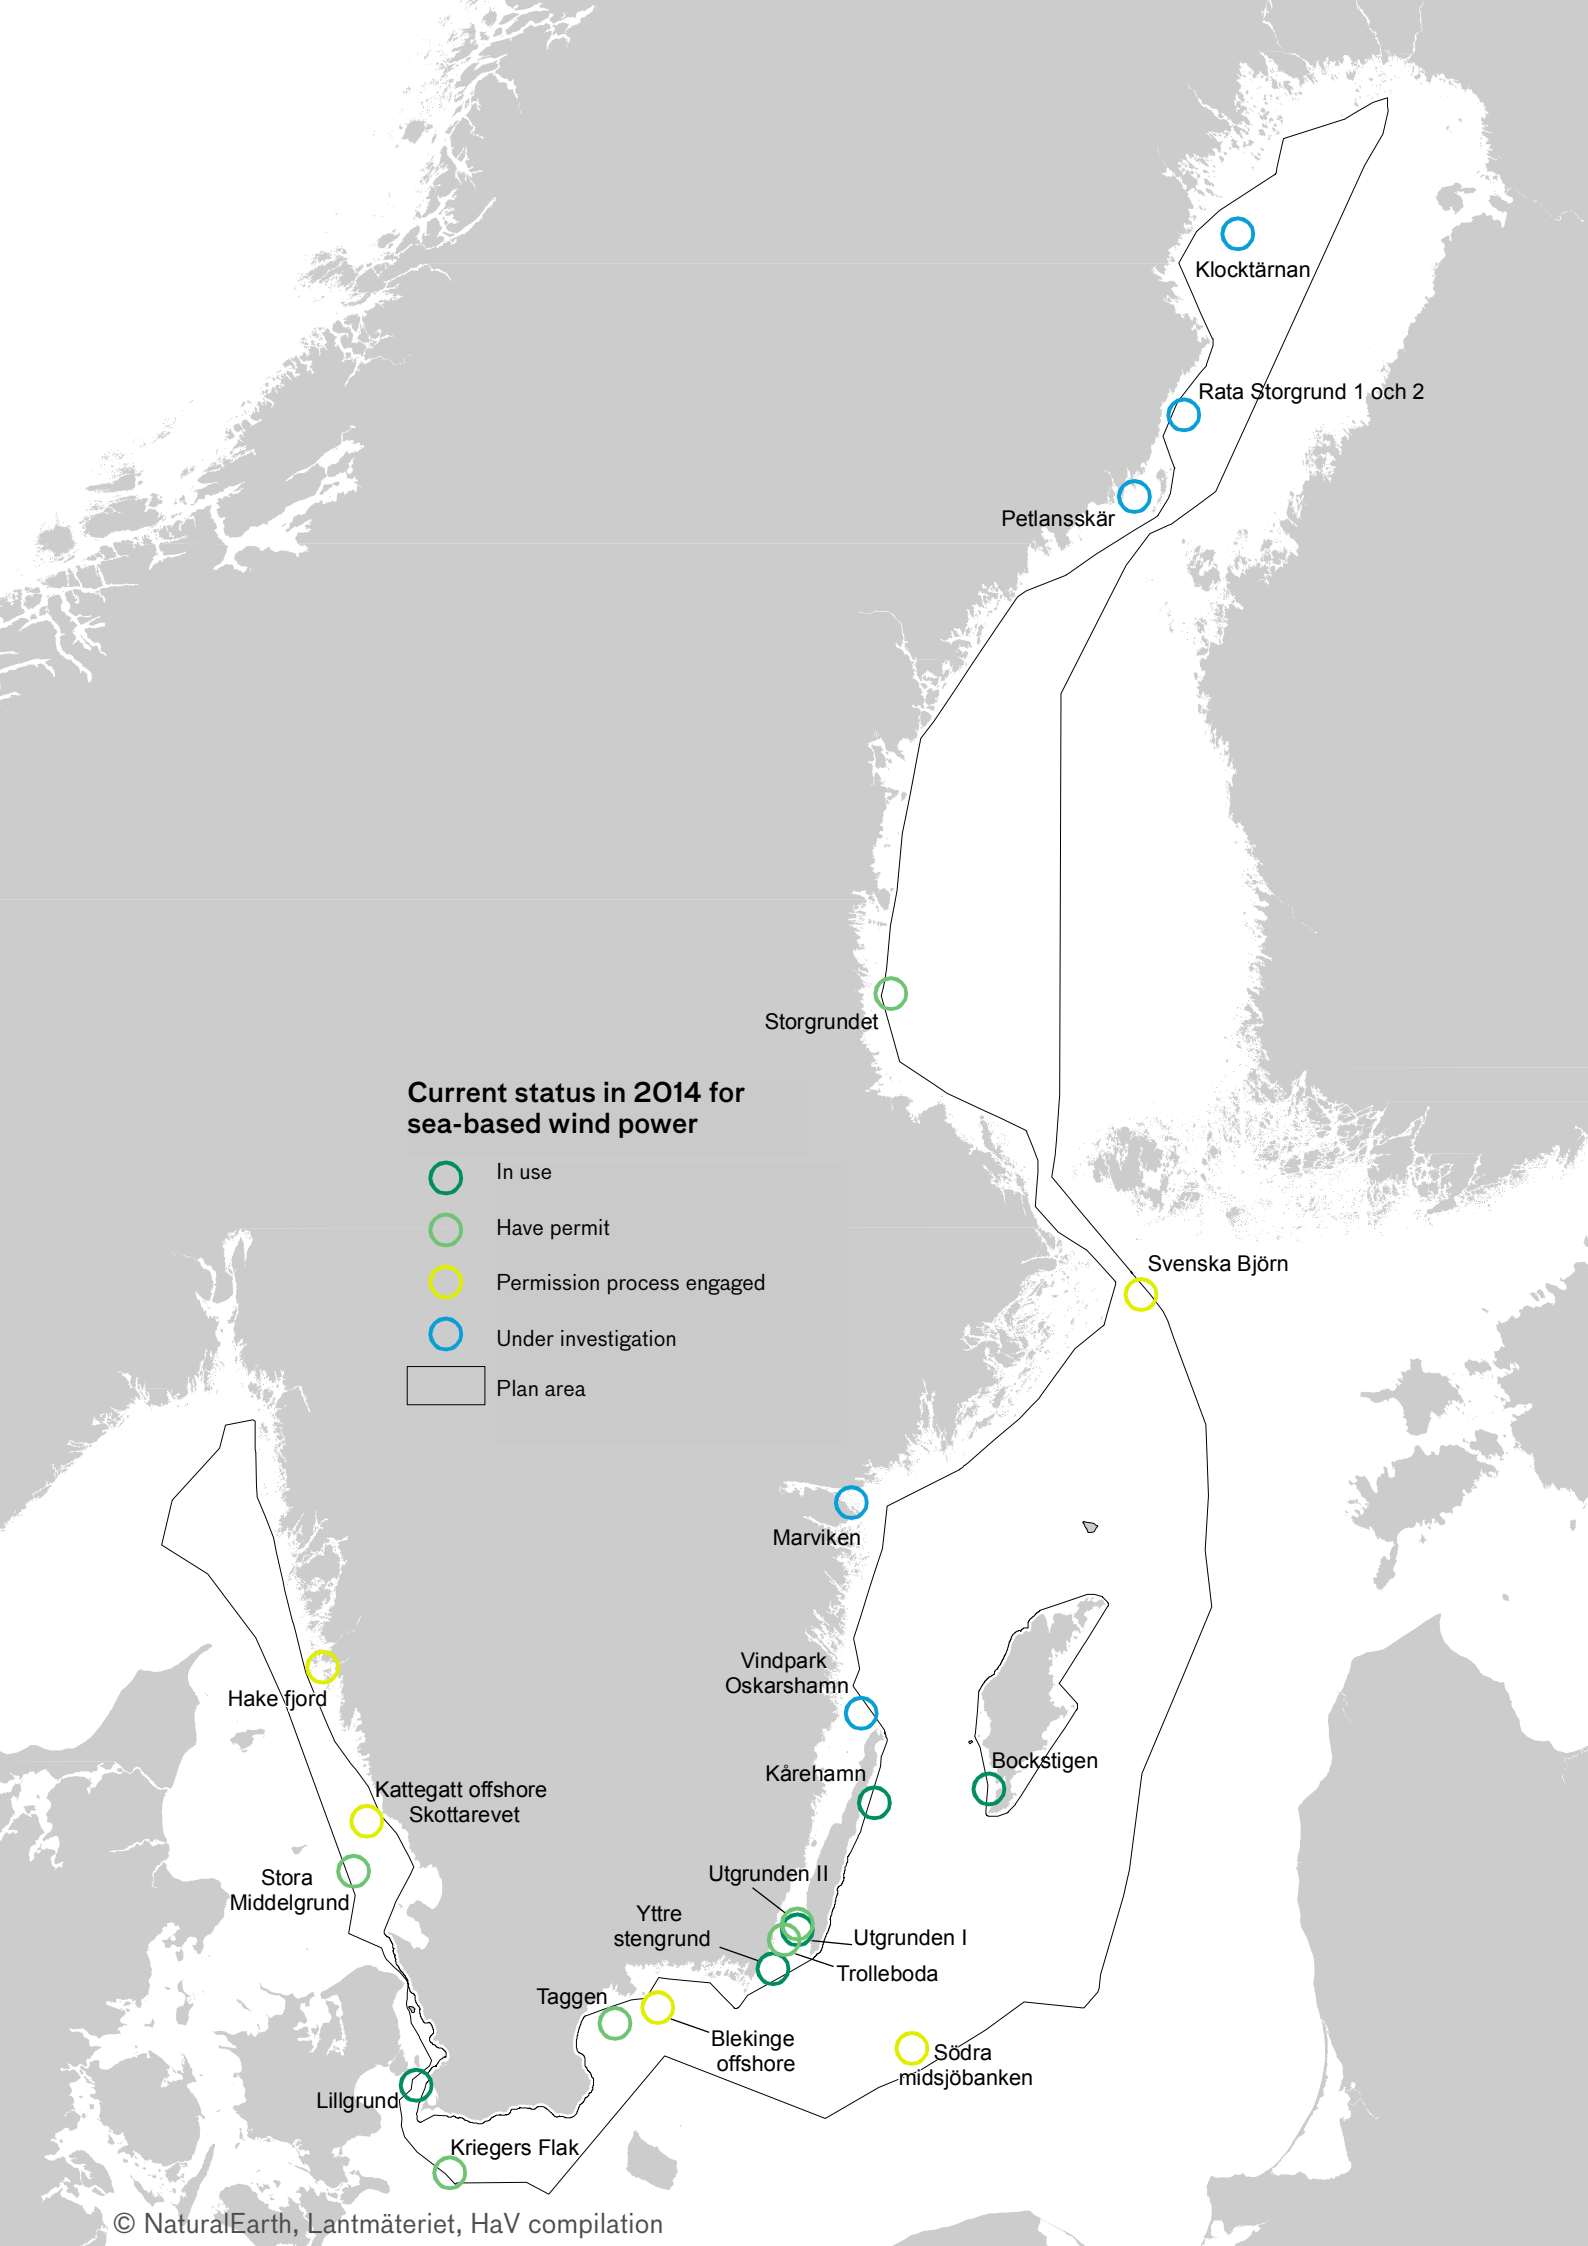 Klocktärnan
Rata Storgrund 1 och 2
Petlansskär
Storgrundet
Current status in 2014 for
sea-based wind power
In use
Have permit
Permission process engaged
Under investigation
Plan area
Svenska Björn
Marviken
Vindpark
Oskarshamn
Hake fjord
Bockstigen
Kårehamn
Kattegatt offshore
Skottarevet
Stora
Middelgrund
Utgrunden II
Yttre
stengrund
Utgrunden I
Trolleboda
Taggen
Blekinge
offshore
Södra
midsjöbanken
Lillgrund
Kriegers Flak
© NaturalEarth, Lantmäteriet, HaV compilation